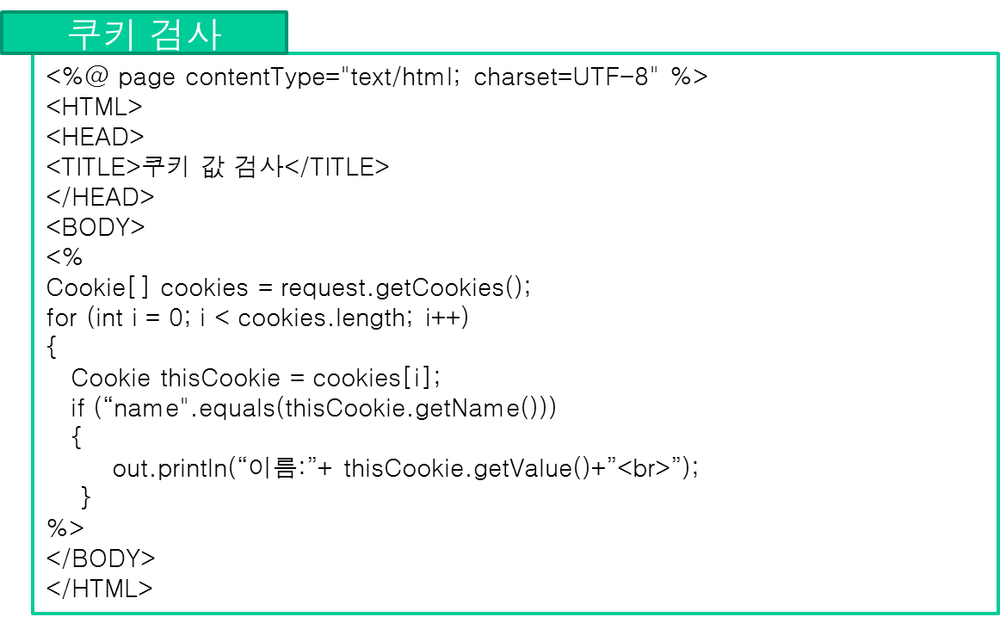 쿠키 검사
<%@ page contentType="text/html; charset=UTF-8" %>
<HTML>
<HEAD>
<TITLE>쿠키 값 검사</TITLE>
</HEAD>
<BODY>
<%
Cookie[ ] cookies = request.getCookies();
for (int i = 0; i < cookies.length; i++)
{
Cookie thisCookie = cookies[i];
if (“name".equals(thisCookie.getName()))
{
out.println(“이름:”+ thisCookie.getValue()+”<br>”);
}
%>
</BODY>
</HTML>